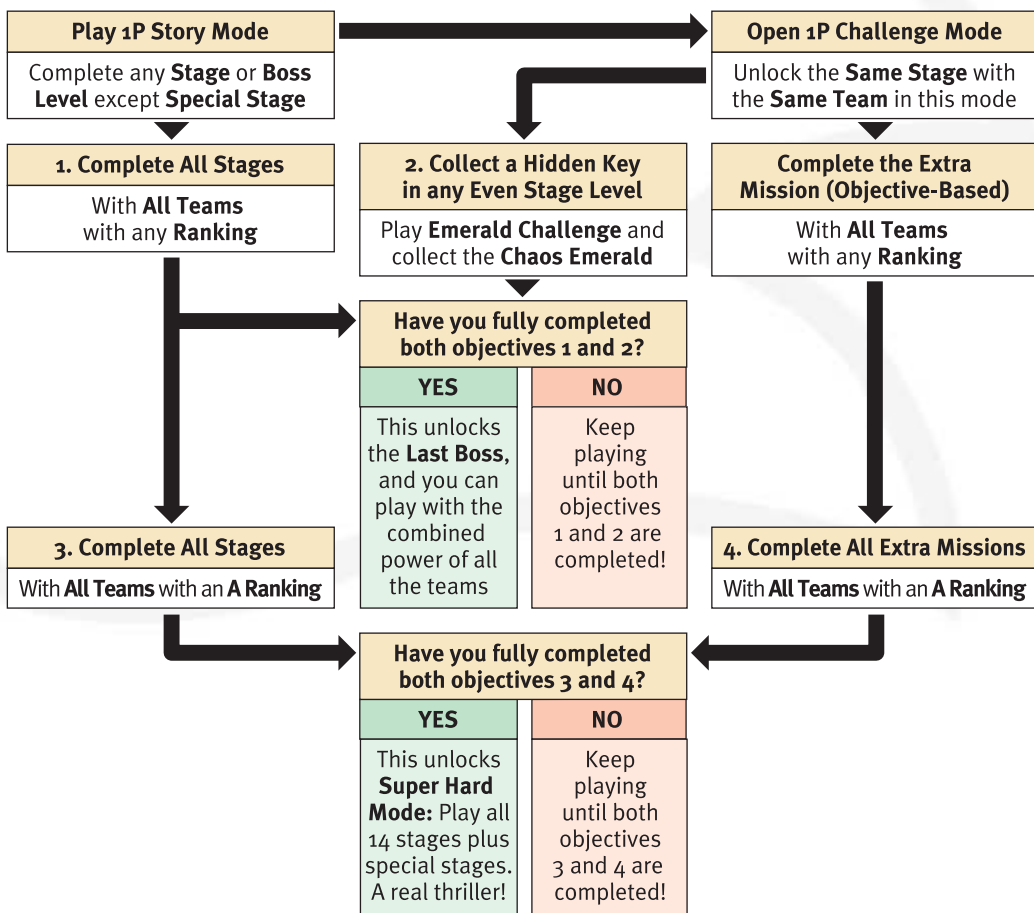 Play 1P Story Mode
Complete any Stage or Boss
Level except Special Stage
Open 1P Challenge Mode
Unlock the Same Stage with
the Same Team in this mode
1. Complete All Stages
With All Teams
with any Ranking
2. Collect a Hidden Key
in any Even Stage Level
Play Emerald Challenge and
collect the Chaos Emerald
Complete the Extra
Mission (Objective-Based)
With All Teams
with any Ranking
Have you fully completed
both objectives 1 and 2?
YES
This unlocks
the Last Boss,
and you can
play with the
combined
power of all
the teams
NO
Keep
playing
until both
objectives
1 and 2 are
completed!
3. Complete All Stages
With All Teams with an A Ranking
4. Complete All Extra Missions
With All Teams with an A Ranking
Have you fully completed
both objectives 3 and 4?
YES
This unlocks
Super Hard
Mode: Play all
14 stages plus
special stages.
A real thriller!
NO
Keep
playing
until both
objectives
3 and 4 are
completed!